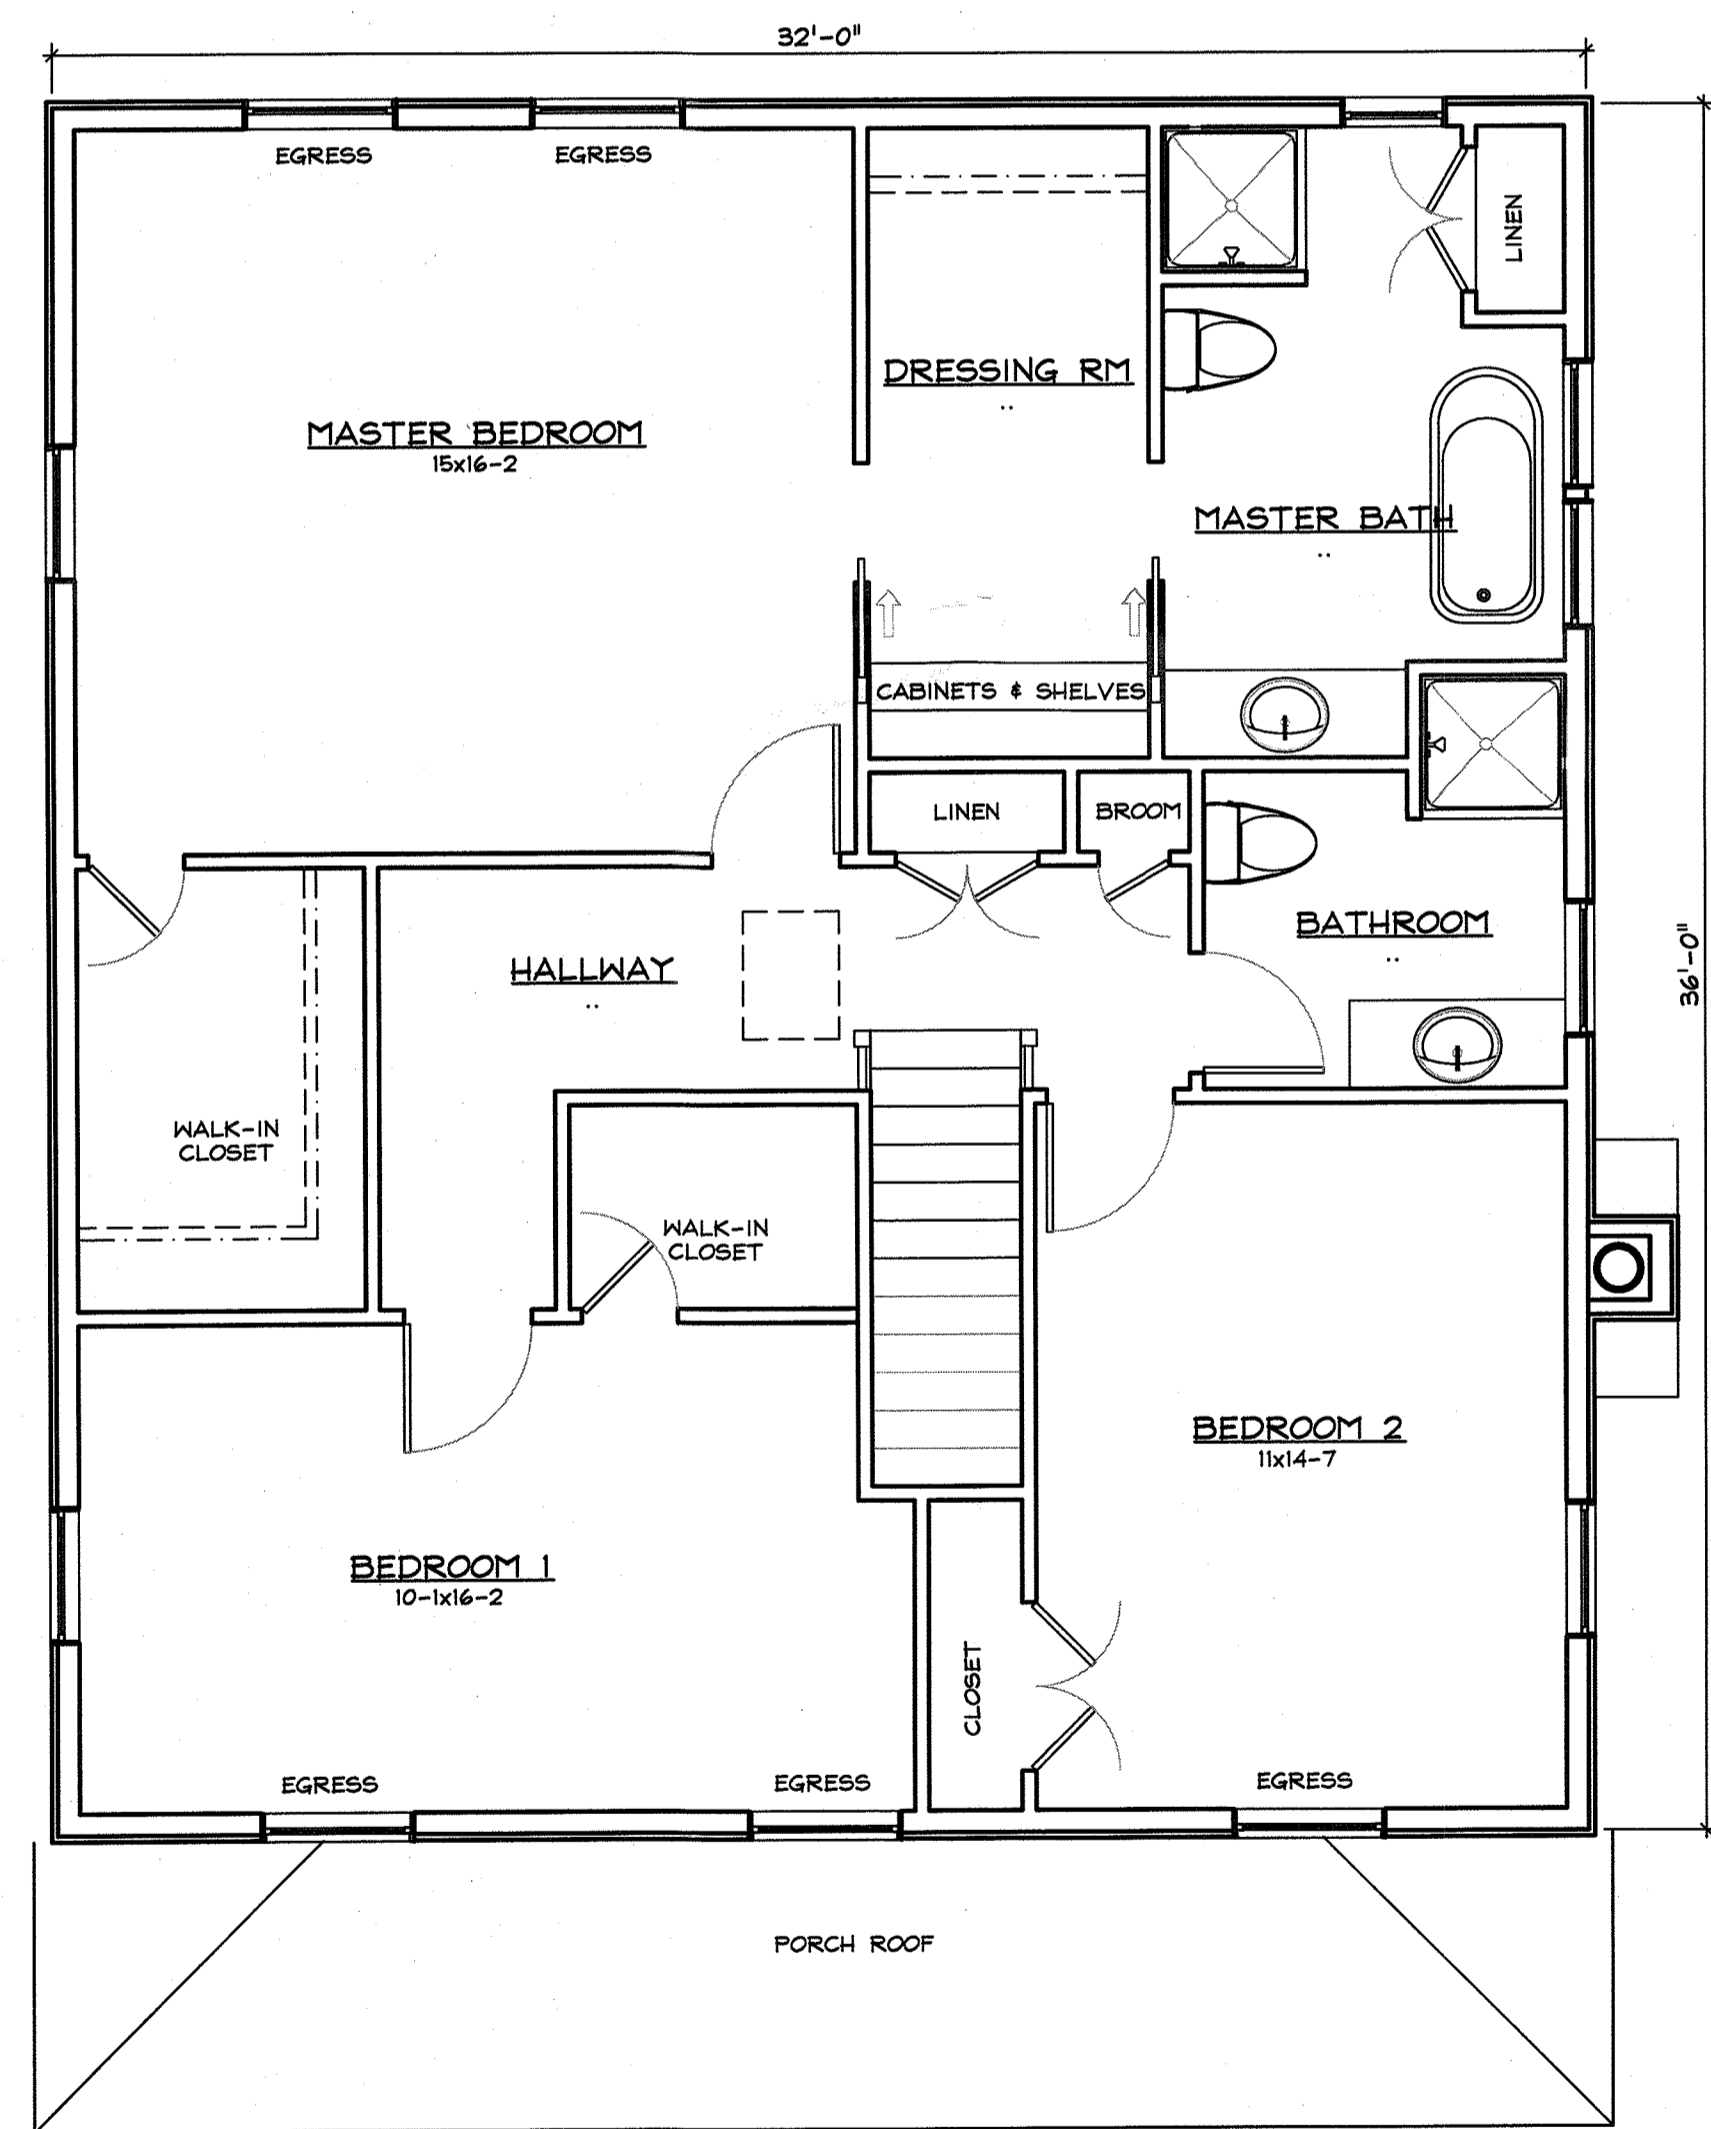 32'-0"
EGRESS
EGRESS
LINEN
DRESSING RM
MASTER BEDROOM
15x16-2
MASTER BATH
CABINETS & SHELVES
LINEN
BROOM
BATHROOM
HALLWAY
36'-0"
WALK-IN
CLOSET
WALK-IN
CLOSET
BEDROOM 2
11x14-7
BEDROOM 1
10-1x16-2
CLOSET
EGRESS
EGRESS
EGRESS
PORCH ROOF